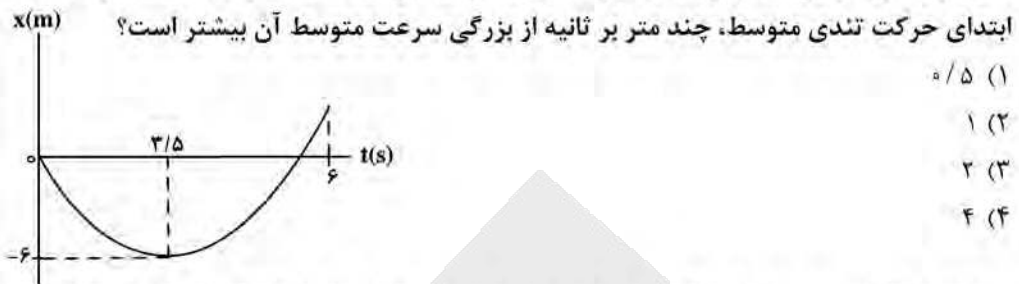 ابتدای حرکت تندی متوسط، چند متر بر ثانیه از بزرگی سرعت متوسط آن بیشتر است؟
۱) ۰/۵
۲) ۱
۳) ۲
۴) ۴
x(m)
۳/۵
۰
t(s)
۶
-۶